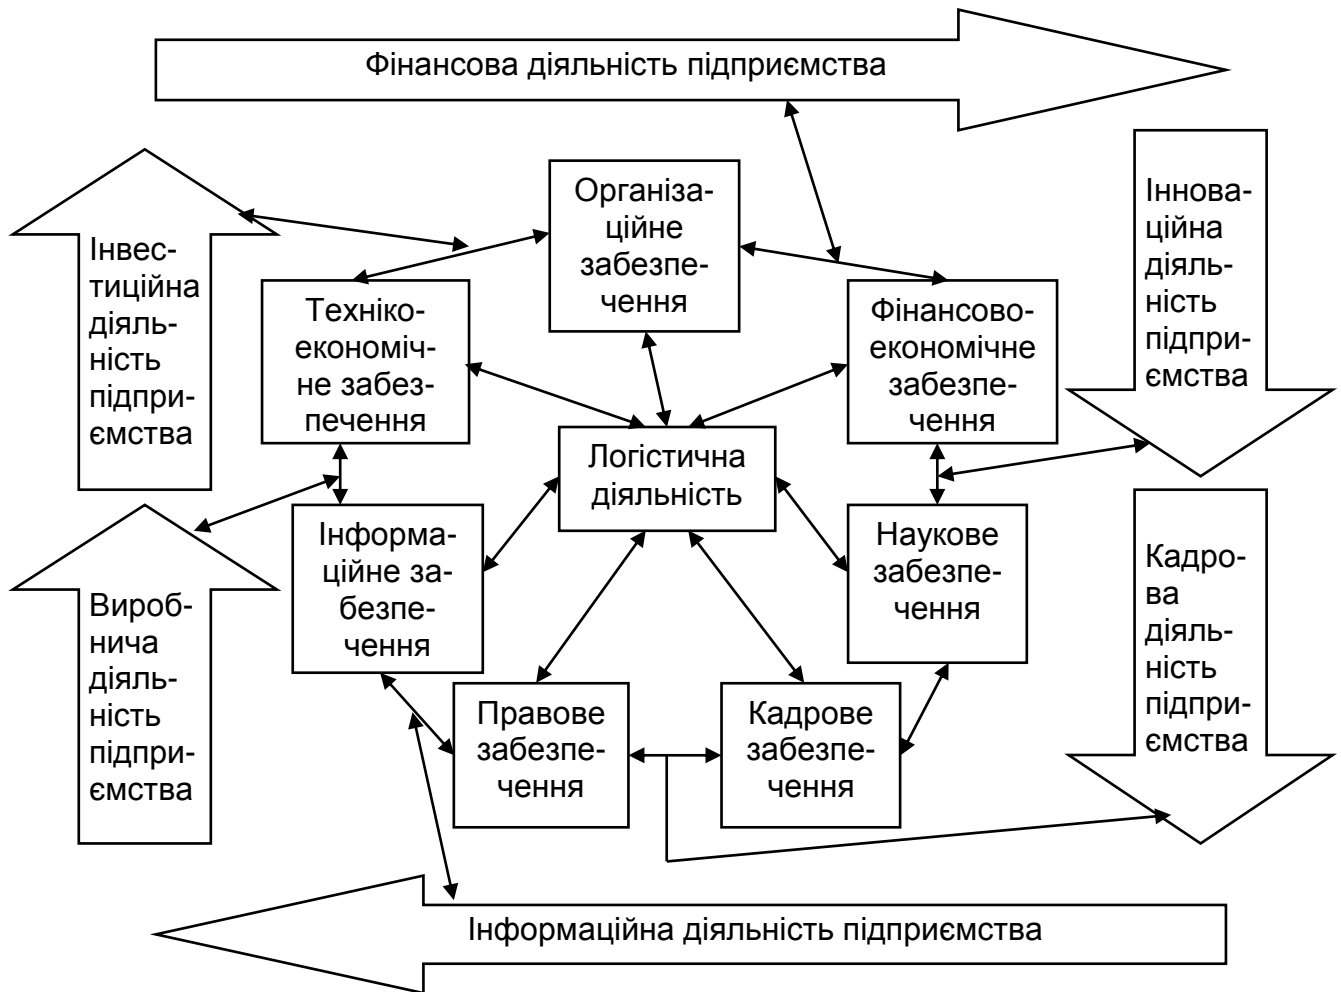 Фінансова діяльність підприємства
Організа-
ційне
забезпе-
чення
Інвес-
тиційна
діяль-
ність
підпри-
ємства
Техніко-
економіч-
не забез-
печення
Фінансово-
економічне
забезпе-
чення
Іннова-
ційна
діяль-
ність
підпри-
ємства
Логістична
діяльність
Вироб-
нича
діяль-
ність
підпри-
ємства
Інформа-
ційне за-
безпе-
чення
Наукове
забезпе-
чення
Кадро-
ва
діяль-
ність
підпри-
ємства
Правове
забезпе-
чення
Кадрове
забезпе-
чення
Інформаційна діяльність підприємства